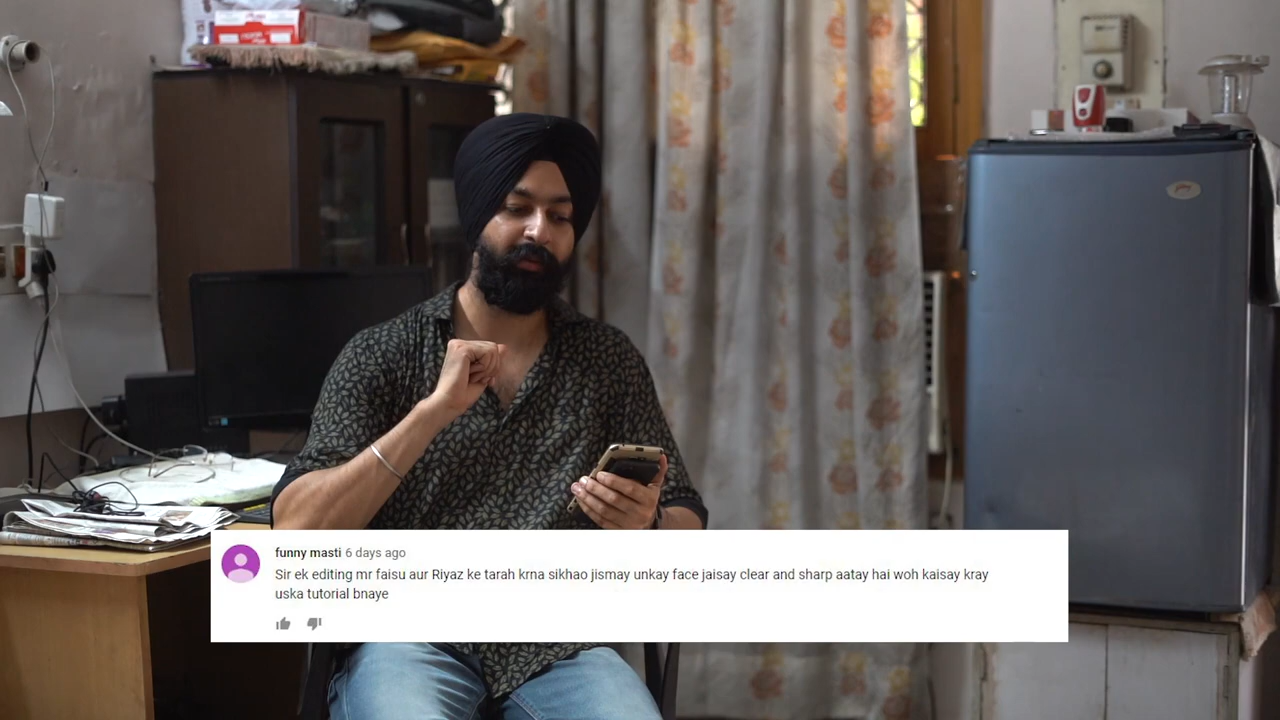 funny masti 6 days ago
Sir ek editing mr faisu aur Riyaz ke tarah krna sikhao jismay unkay face jaisay clear and sharp aatay hai woh kaisay kray
uska tutorial bnaye